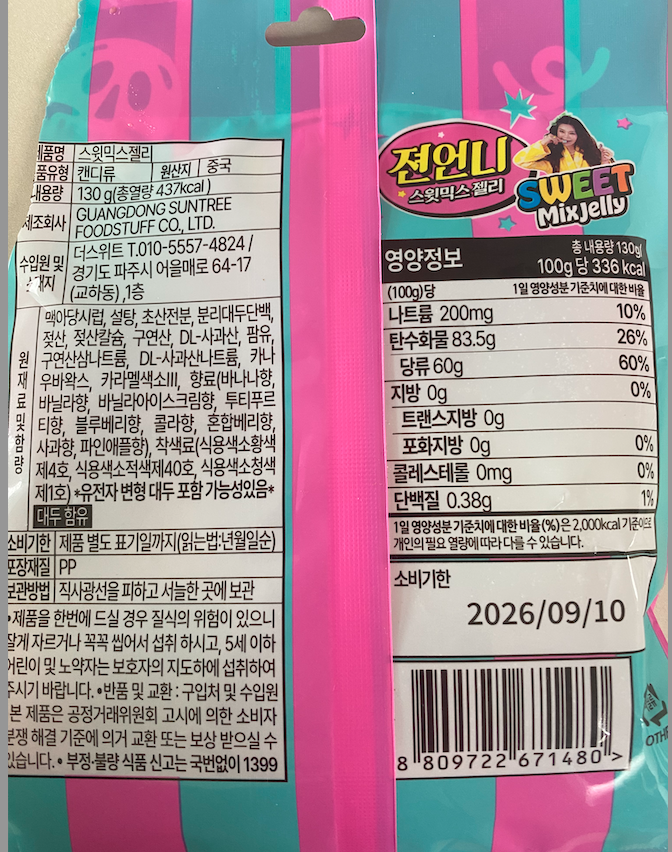 제품명 스윗믹스젤리
품유형 캔디류 원산지 중국
내용량 130 g(총열량 437kcal )
제조회사 GUANGDONG SUNTREE
FOODSTUFF CO., LTD.
수입원 및 소재지
더스위트 T.010-5557-4824 /
경기도 파주시 어을매로 64-17
(교하동) ,1층
원재료 및 함량
맥아당시럽, 설탕, 초산전분, 분리대두단백,
젖산, 젖산칼슘, 구연산, DL-사과산, 팜유,
구연산삼나트륨, DL-사과산나트륨, 카나
우바왁스, 카라멜색소III, 향료(바나나향,
바닐라향, 바닐라아이스크림향, 투티푸르
티향, 블루베리향, 콜라향, 혼합베리향,
사과향, 파인애플향), 착색료(식용색소황색
제4호, 식용색소적색제40호, 식용색소청색
제1호) *유전자 변형 대두 포함 가능성있음*
대두 함유
소비기한 제품 별도 표기일까지(읽는법:년월일순)
포장재질 PP
보관방법 직사광선을 피하고 서늘한 곳에 보관
•제품을 한번에 드실 경우 질식의 위험이 있으니
잘게 자르거나 꼭꼭 씹어서 섭취 하시고, 5세 이하
어린이 및 노약자는 보호자의 지도하에 섭취하여
주시기 바랍니다. •반품 및 교환 : 구입처 및 수입원
본 제품은 공정거래위원회 고시에 의한 소비자
분쟁 해결 기준에 의거 교환 또는 보상 받으실 수
있습니다. • 부정·불량 식품 신고는 국번없이 1399
젼언니
스윗믹스 젤리
SWEET
Mix jelly
영양정보
총 내용량 130g/
100g 당 336 kcal
(100g)당 1일 영양성분 기준치에 대한 비율
나트륨 200mg 10%
탄수화물 83.5g 26%
당류 60g 60%
지방 0g 0%
트랜스지방 0g
포화지방 0g 0%
콜레스테롤 0mg 0%
단백질 0.38g 1%
1일 영양성분 기준치에 대한 비율(%)은 2,000kcal 기준이므로
개인의 필요 열량에 따라 다를 수 있습니다.
소비기한
2026/09/10
8 809722 671480 >
OTHE